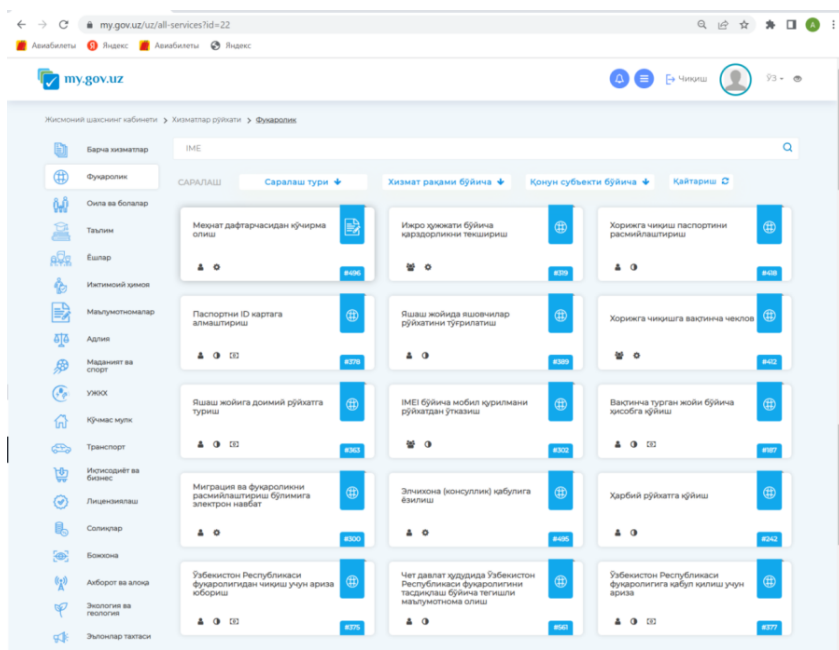 my.gov.uz/uz/all-services?id=22
Авиабилеты Яндекс Авиабилеты Яндекс
my.gov.uz
Чиқиш
ЎЗ
Жисмоний шахснинг кабинети > Хизматлар рўйхати > Фуқаролик
Барча хизматлар
Фуқаролик
Оила ва болалар
Таълим
Ёшлар
Ижтимоий ҳимоя
Маълумотномалар
Адлия
Маданият ва
спорт
УЖКХ
Кўчмас мулк
Транспорт
Иқтисодиёт ва
бизнес
Лицензиялаш
Солиқлар
Божхона
Ахборот ва алоқа
Экология ва
геология
Эълонлар тахтаси
IME
САРАЛАШ
Саралаш тури
Хизмат рақами бўйича
Қонун субъекти бўйича
Қайтариш
Меҳнат дафтарчасидан кўчирма
олиш
#496
Ижро ҳужжати бўйича
қарздорликни текшириш
#319
Хорижга чиқиш паспортини
расмийлаштириш
#418
Паспортни ID картага
алмаштириш
#378
Яшаш жойида яшовчилар
рўйхатини тўғрилатиш
#389
Хорижга чиқишга вақтинча чеклов
#412
Яшаш жойига доимий рўйхатга
туриш
#363
IMEI бўйича мобил қурилмани
рўйхатдан ўтказиш
#302
Вақтинча турган жойи бўйича
ҳисобга қўйиш
#187
Миграция ва фуқароликни
расмийлаштириш бўлимига
электрон навбат
#300
Элчихона (консуллик) қабулига
ёзилиш
#495
Ҳарбий рўйхатга қўйиш
#242
Ўзбекистон Республикаси
фуқаролигидан чиқиш учун ариза
юбориш
#375
Чет давлат ҳудудида Ўзбекистон
Республикаси фуқаролигини
тасдиқлаш бўйича тегишли
маълумотнома олиш
#561
Ўзбекистон Республикаси
фуқаролигига қабул қилиш учун
ариза
#377